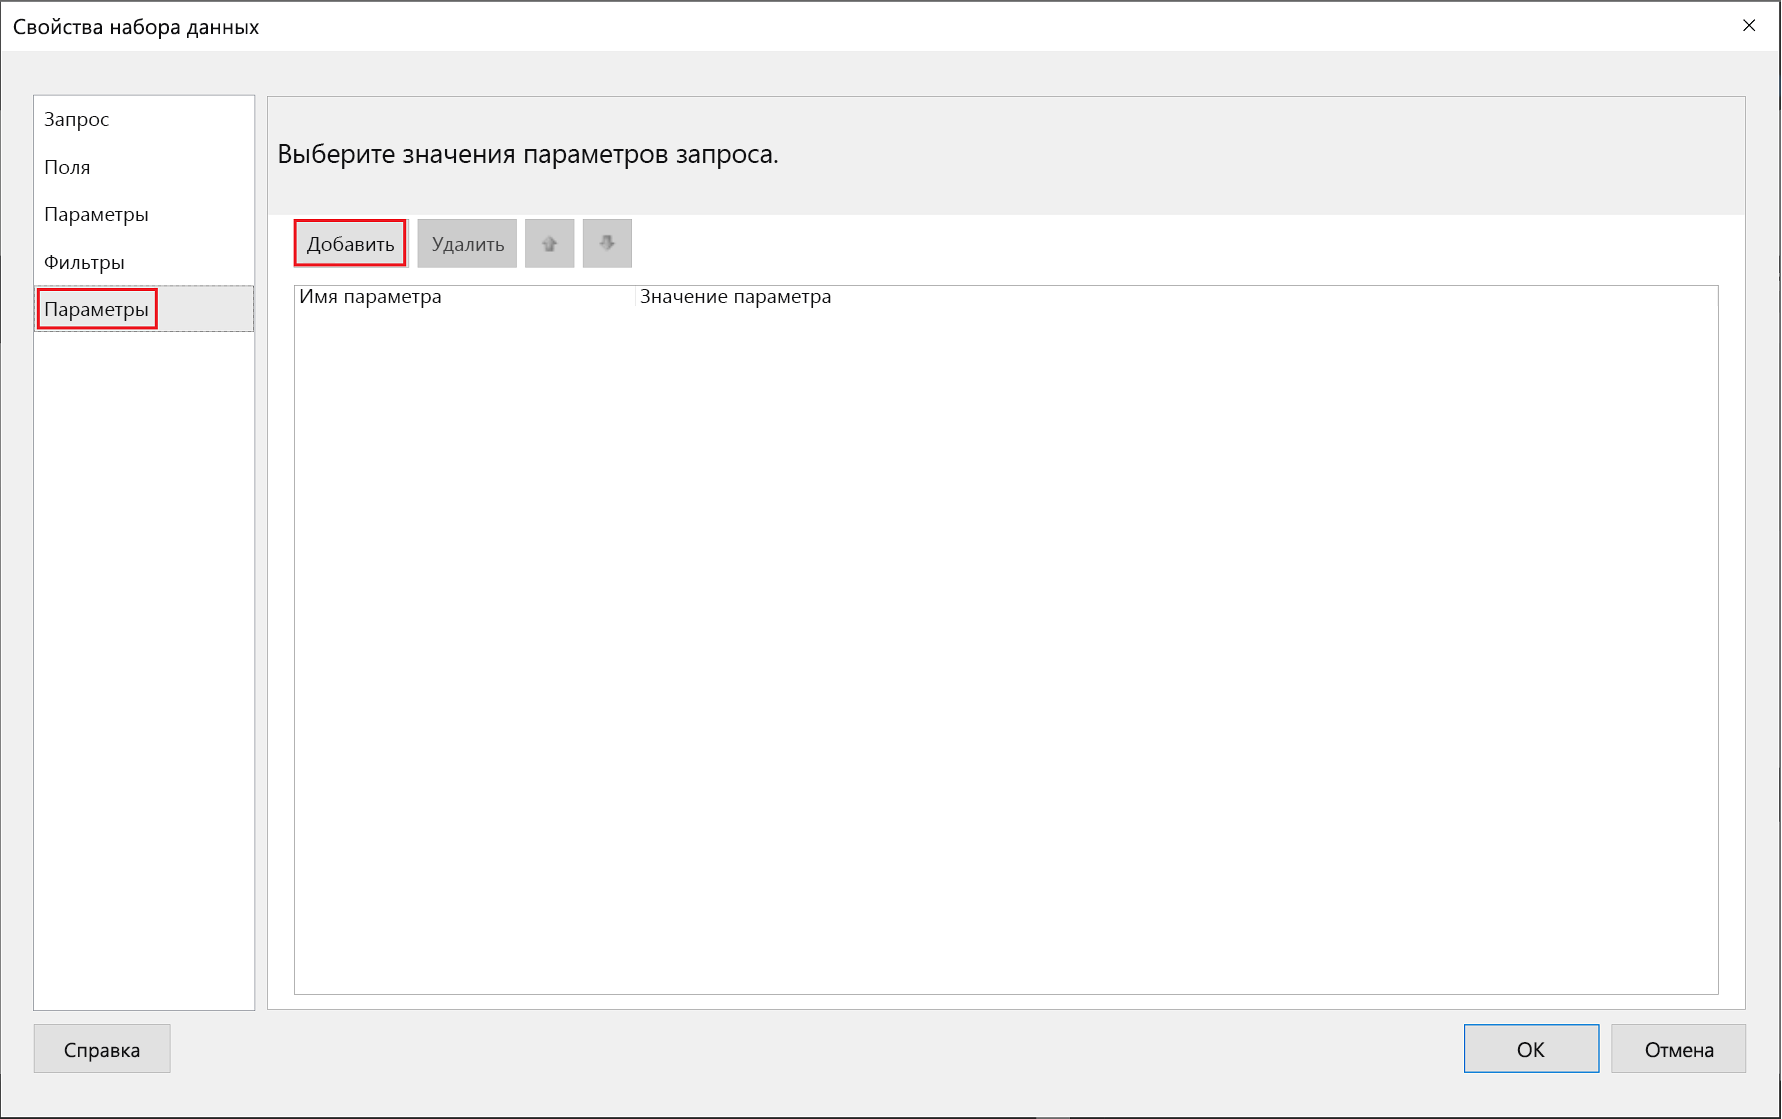 Свойства набора данных
Запрос
Поля
Параметры
Фильтры
Параметры
Выберите значения параметров запроса.
Добавить
Удалить
Имя параметра
Значение параметра
Справка
ОК
Отмена